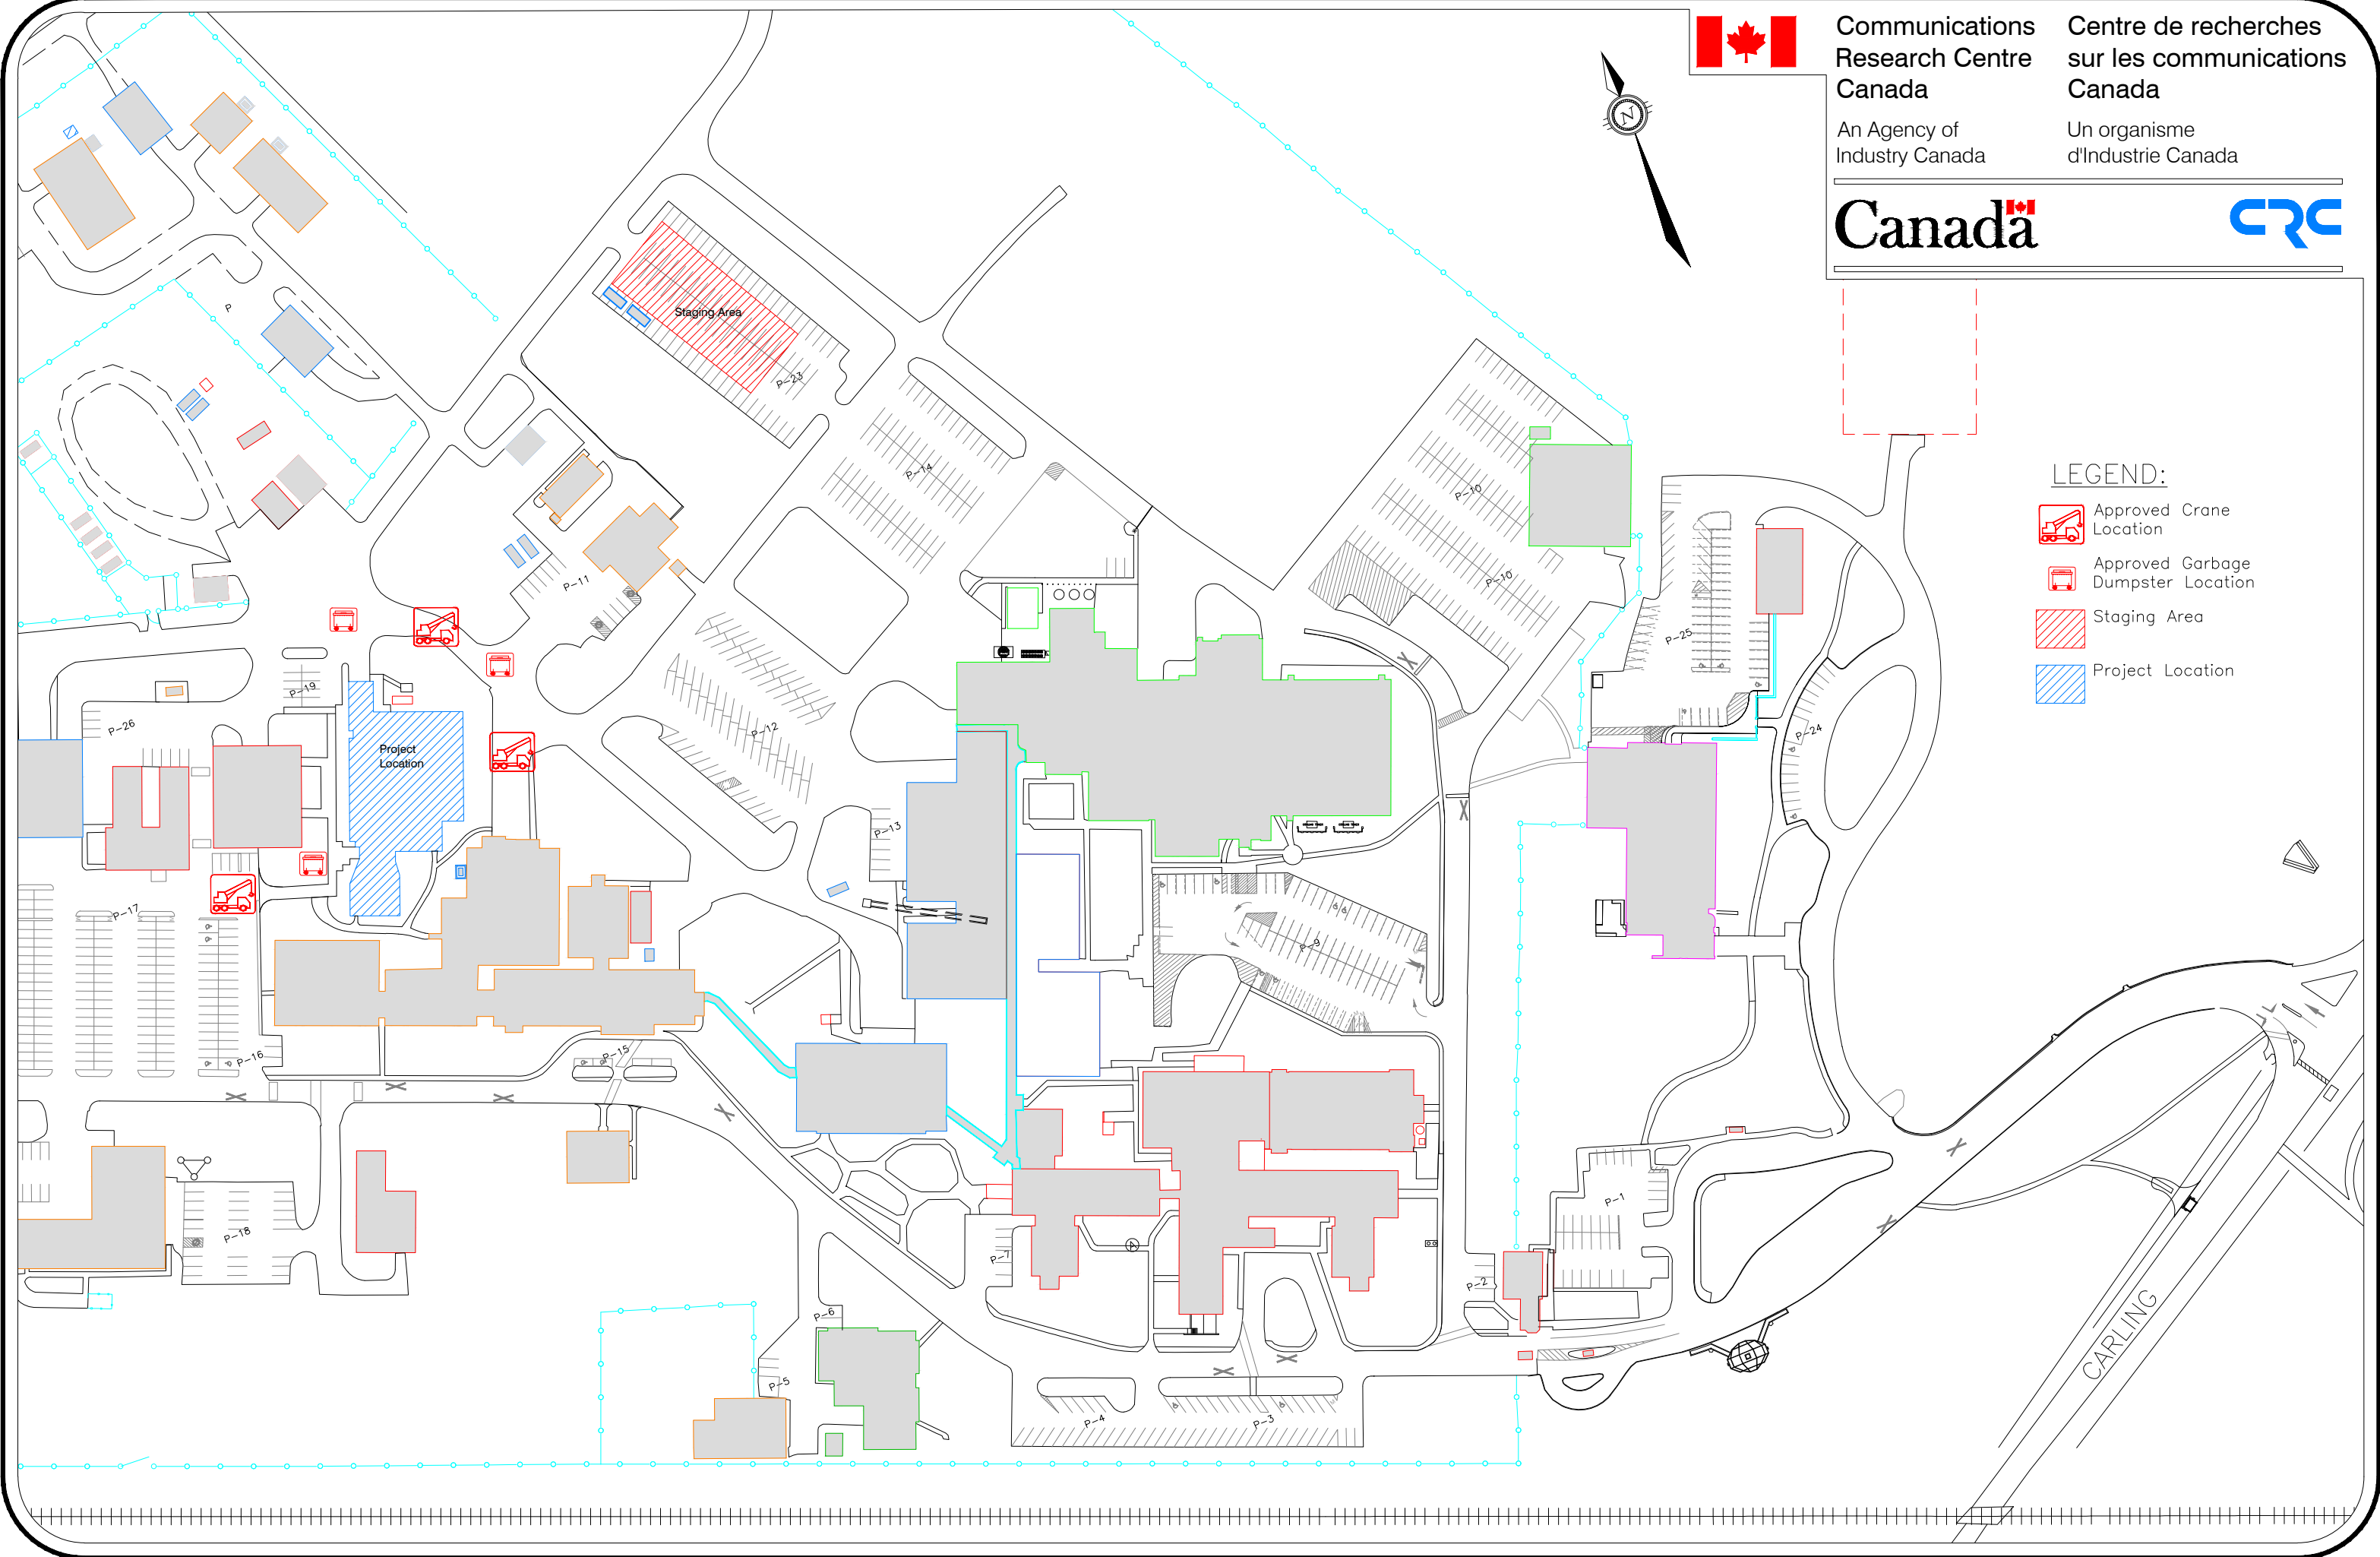 Communications
Research Centre
Canada
Centre de recherches
sur les communications
Canada
An Agency of
Industry Canada
Un organisme
d'Industrie Canada
Canada
CRC
N
LEGEND:
Approved Crane
Location
Approved Garbage
Dumpster Location
Staging Area
Project Location
P
Staging Area
P-23
P-14
P-10
P-10
P-11
P-25
P-19
P-26
P-12
P-24
Project
Location
P-13
P-17
P-9
P-16
P-15
P-18
P-7
P-1
P-2
P-6
P-5
P-4
P-3
CARLING